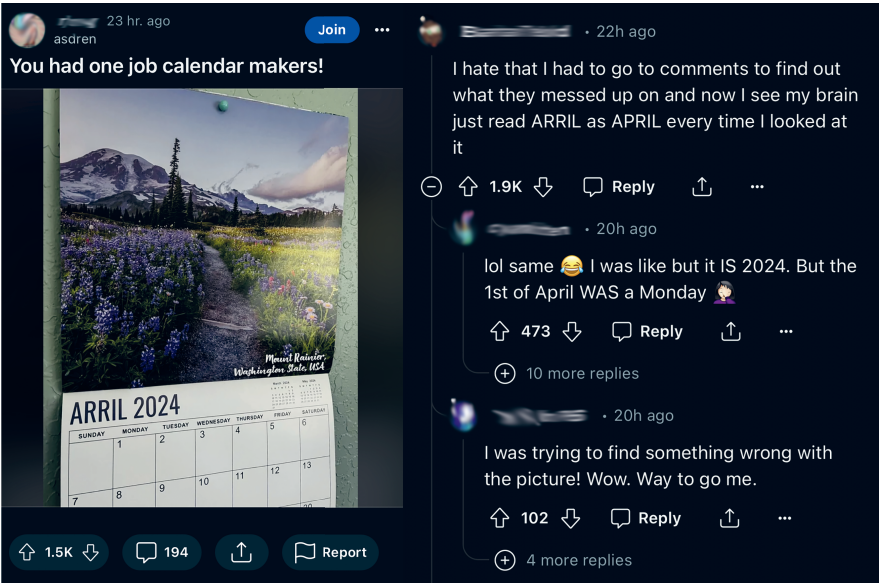 23 hr. ago
asdren
Join
You had one job calendar makers!
Mount Rainier,
Washington State, USA
March 2024
May 2024
ARRIL 2024
SUNDAY MONDAY TUESDAY WEDNESDAY THURSDAY FRIDAY SATURDAY
1 2 3 4 5 6
7 8 9 10 11 12 13
20
1.5K
194
Report
• 22h ago
I hate that I had to go to comments to find out
what they messed up on and now I see my brain
just read ARRIL as APRIL every time I looked at
it
1.9K Reply
• 20h ago
lol same 😂 I was like but it IS 2024. But the
1st of April WAS a Monday 🤦🏻‍♀️
473 Reply
10 more replies
• 20h ago
I was trying to find something wrong with
the picture! Wow. Way to go me.
102 Reply
4 more replies